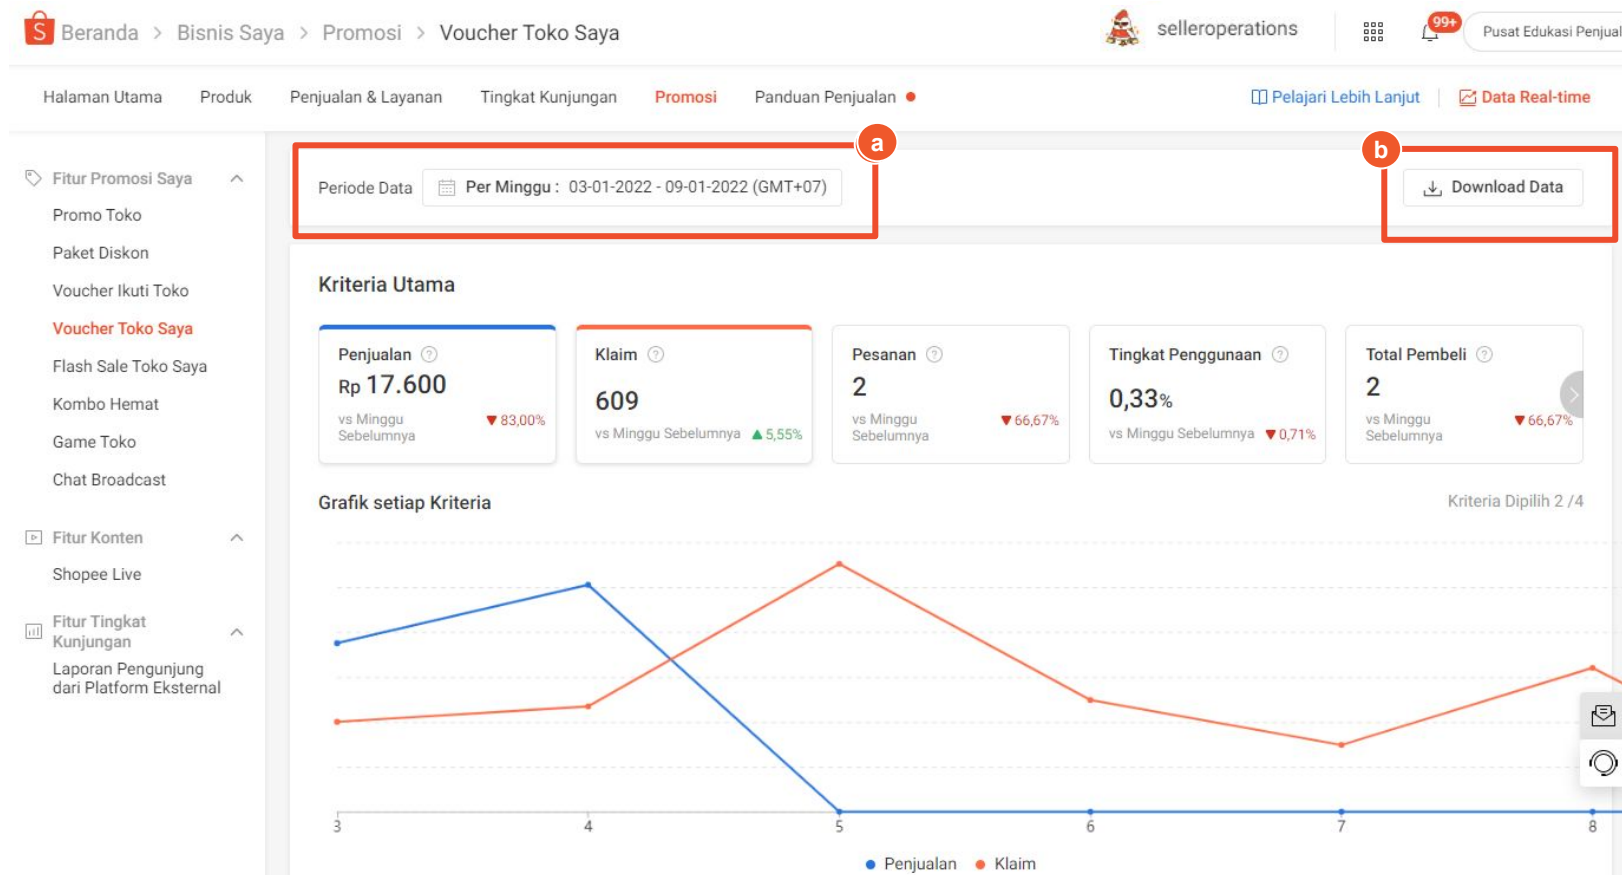 Beranda > Bisnis Saya > Promosi > Voucher Toko Saya
selleroperations
99+
Pusat Edukasi Penjual
Halaman Utama Produk Penjualan & Layanan Tingkat Kunjungan Promosi Panduan Penjualan
Pelajari Lebih Lanjut
Data Real-time
a
b
Fitur Promosi Saya
Promo Toko
Paket Diskon
Voucher Ikuti Toko
Voucher Toko Saya
Flash Sale Toko Saya
Kombo Hemat
Game Toko
Chat Broadcast
Fitur Konten
Shopee Live
Fitur Tingkat
Kunjungan
Laporan Pengunjung
dari Platform Eksternal
Periode Data Per Minggu : 03-01-2022 - 09-01-2022 (GMT+07)
Download Data
Kriteria Utama
Penjualan ?
Rp 17.600
vs Minggu
Sebelumnya
▼ 83,00%
Klaim ?
609
vs Minggu Sebelumnya ▲ 5,55%
Pesanan ?
2
vs Minggu
Sebelumnya
▼ 66,67%
Tingkat Penggunaan ?
0,33%
vs Minggu Sebelumnya ▼ 0,71%
Total Pembeli ?
2
vs Minggu
Sebelumnya
▼ 66,67%
Grafik setiap Kriteria
Kriteria Dipilih 2 /4
3 4 5 6 7 8
Penjualan Klaim